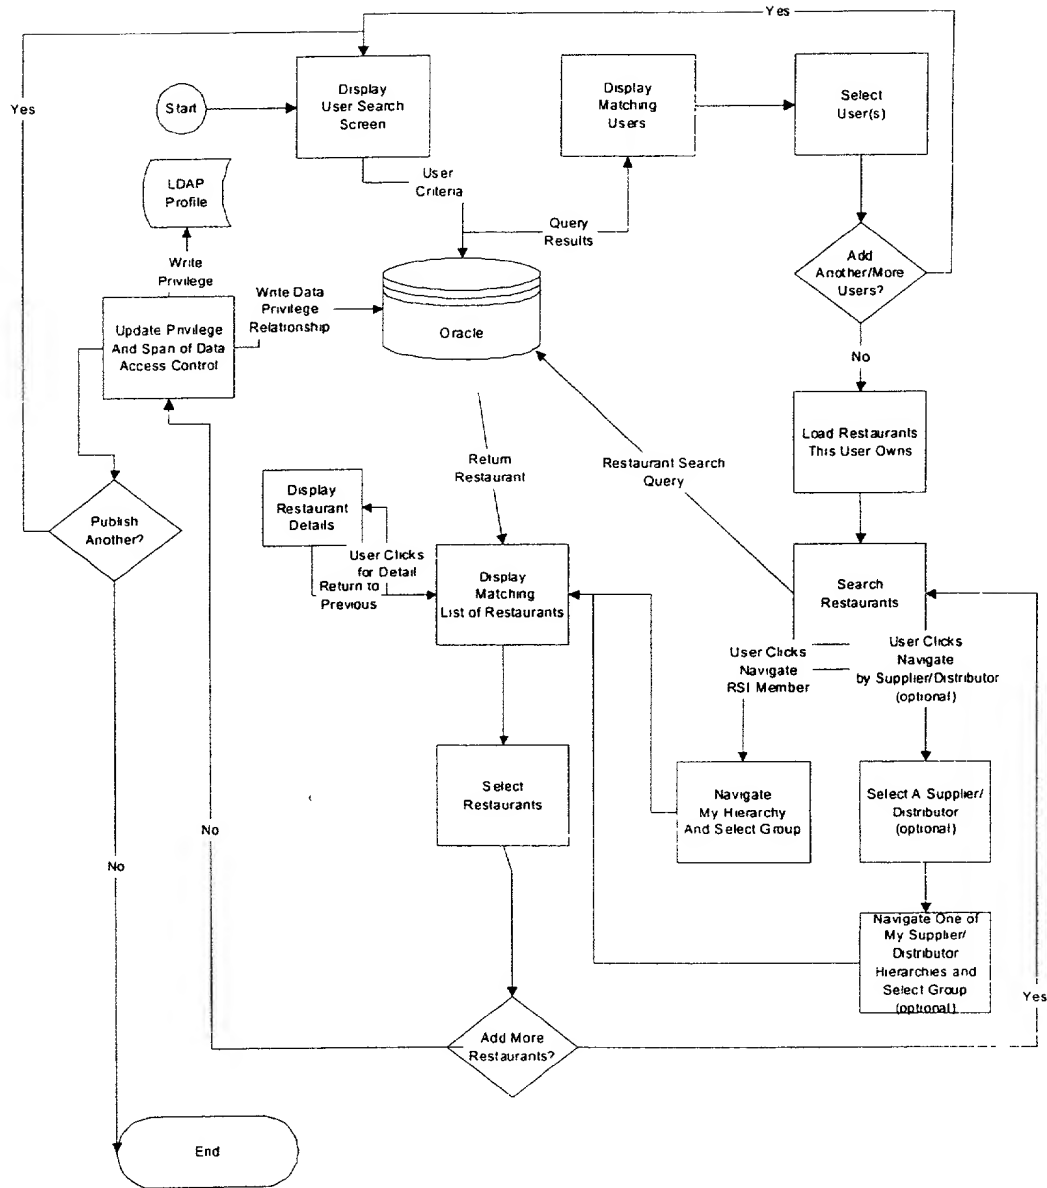 Yes
Yes
Start
Display
User Search
Screen
Display
Matching
Users
Select
User(s)
LDAP
Profile
User
Criteria
Query
Results
Add
Another/More
Users?
Write
Privilege
Write Data
Privilege
Relationship
Update Privilege
And Span of Data
Access Control
Oracle
No
Load Restaurants
This User Owns
Return
Restaurant
Restaurant Search
Query
Display
Restaurant
Details
Publish
Another?
User Clicks
for Detail
Return to
Previous
Display
Matching
List of Restaurants
Search
Restaurants
User Clicks
Navigate
RSI Member
User Clicks
Navigate
by Supplier/Distributor
(optional)
Select
Restaurants
Navigate
My Hierarchy
And Select Group
Select A Supplier/
Distributor
(optional)
No
No
Navigate One of
My Supplier/
Distributor
Hierarchies and
Select Group
(optional)
Yes
Add More
Restaurants?
End